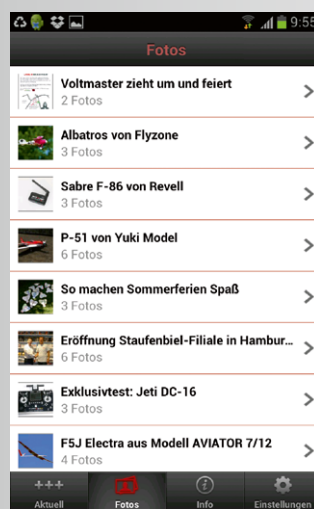 9:55
Fotos
Voltmaster zieht um und feiert
2 Fotos
Albatros von Flyzone
3 Fotos
Sabre F-86 von Revell
3 Fotos
P-51 von Yuki Model
6 Fotos
So machen Sommerferien Spaß
3 Fotos
Eröffnung Staufenbiel-Filiale in Hambur...
6 Fotos
Exklusivtest: Jeti DC-16
3 Fotos
F5J Electra aus Modell AVIATOR 7/12
4 Fotos
+++
Aktuell Fotos Info Einstellungen